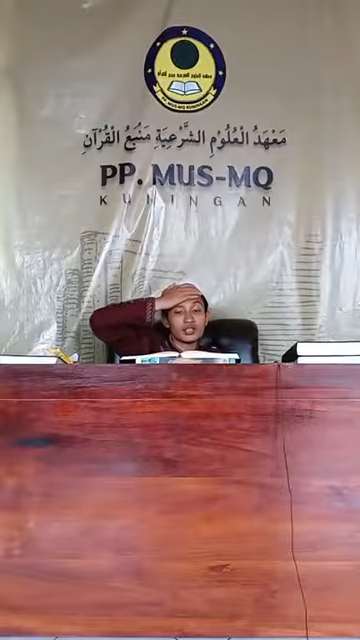 مَعْهَدُ الْعُلُوْمِ الشَّرْعِيَّةِ مَنْبَعُ الْقُرْآنِ
PP. MUS-MQ
KUNINGAN